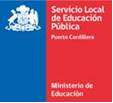 Servicio Local
de Educación
Pública
Puerto Cordillera
Ministerio de
Educación